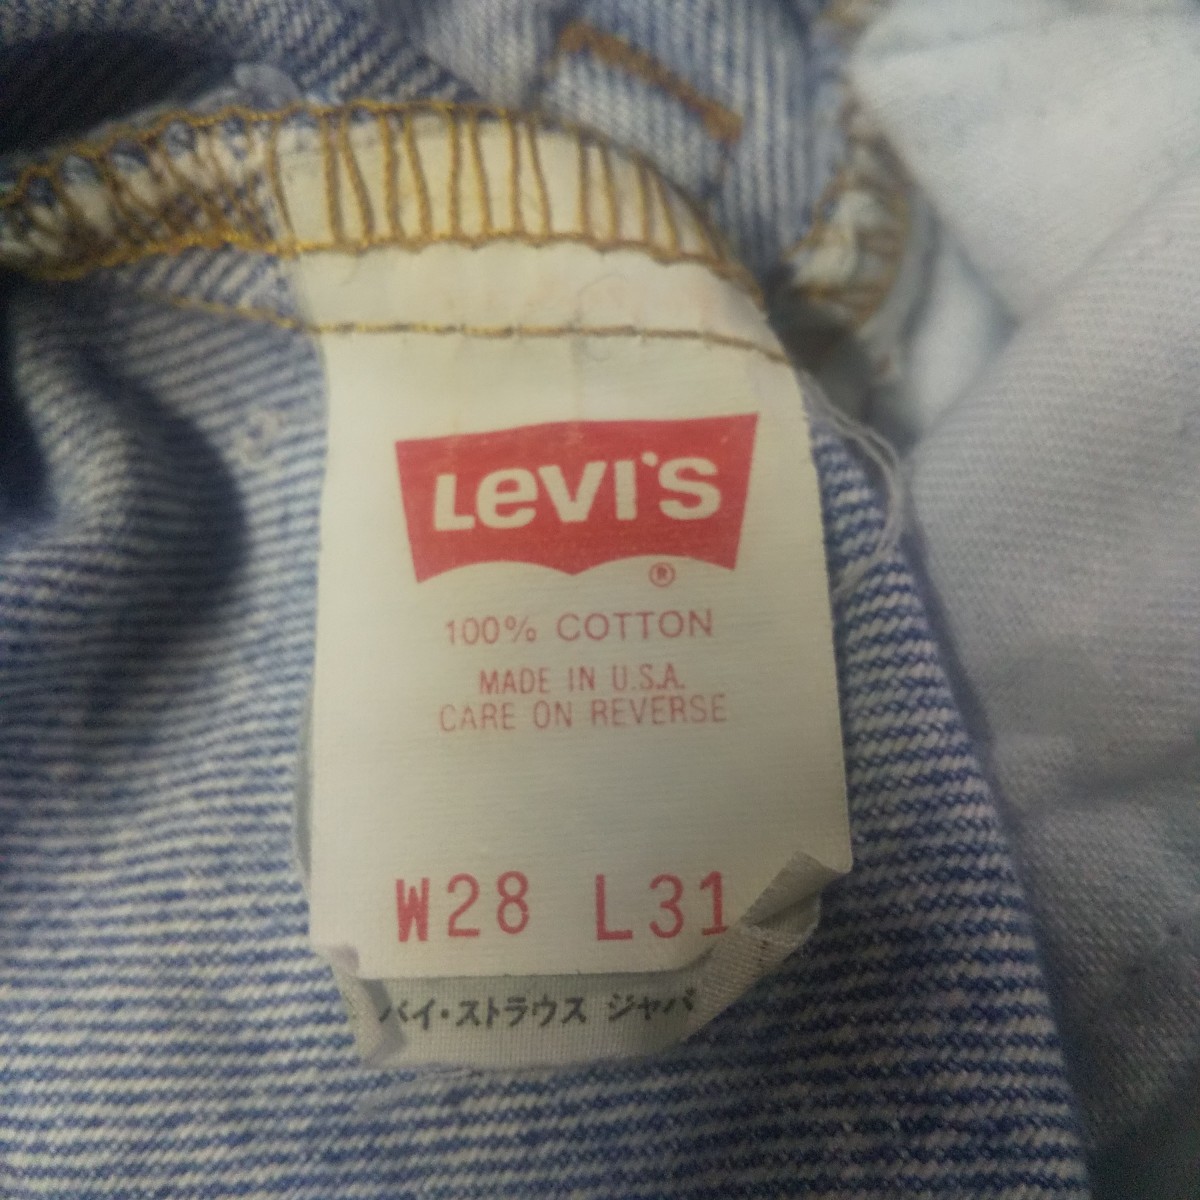 LEVI'S
®
100% COTTON
MADE IN U.S.A.
CARE ON REVERSE
W28 L31
バイ・ストラウス ジャパ